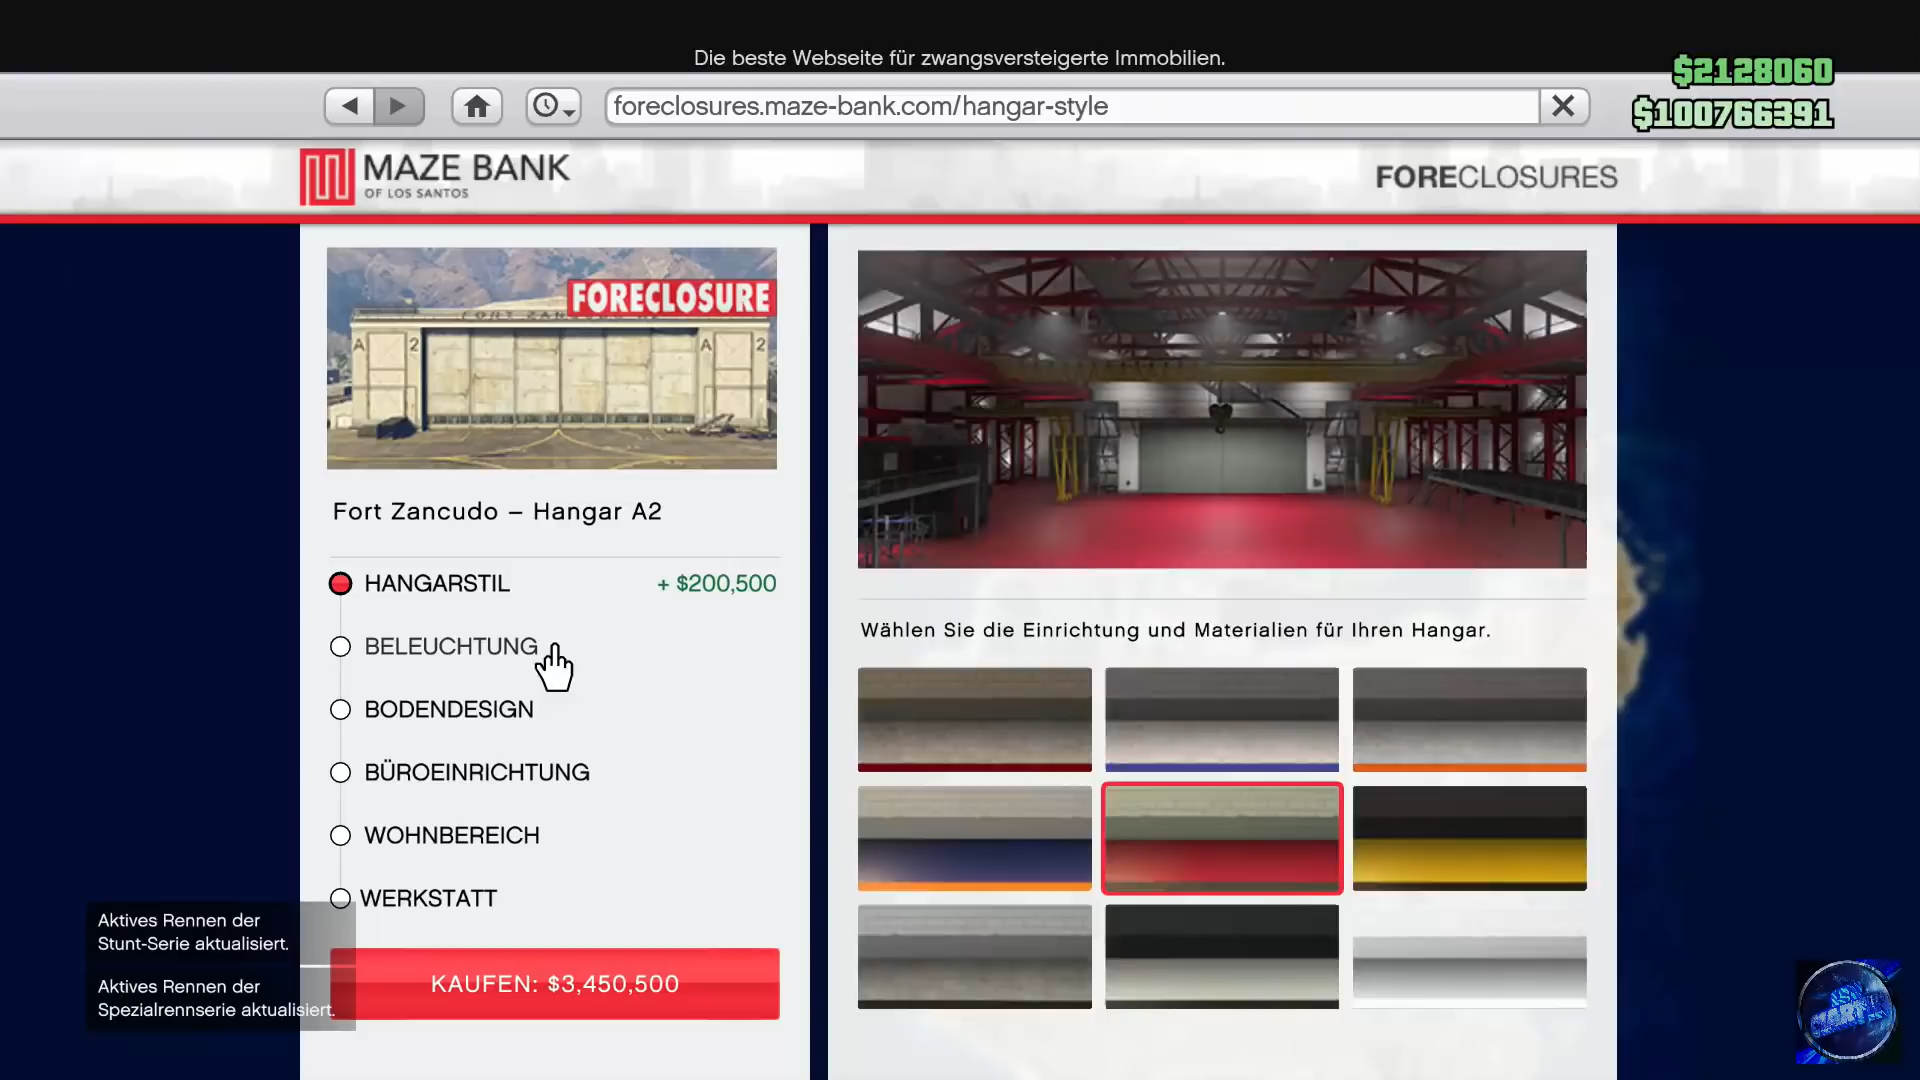 Die beste Webseite für zwangsversteigerte Immobilien.
$2128060
$100766391
foreclosures.maze-bank.com/hangar-style
MAZE BANK
OF LOS SANTOS
FORECLOSURES
FORECLOSURE
A 2
A 2
Fort Zancudo – Hangar A2
HANGARSTIL + $200,500
BELEUCHTUNG
BODENDESIGN
BÜROEINRICHTUNG
WOHNBEREICH
WERKSTATT
KAUFEN: $3,450,500
Wählen Sie die Einrichtung und Materialien für Ihren Hangar.
Aktives Rennen der
Stunt-Serie aktualisiert.
Aktives Rennen der
Spezialrennserie aktualisiert.